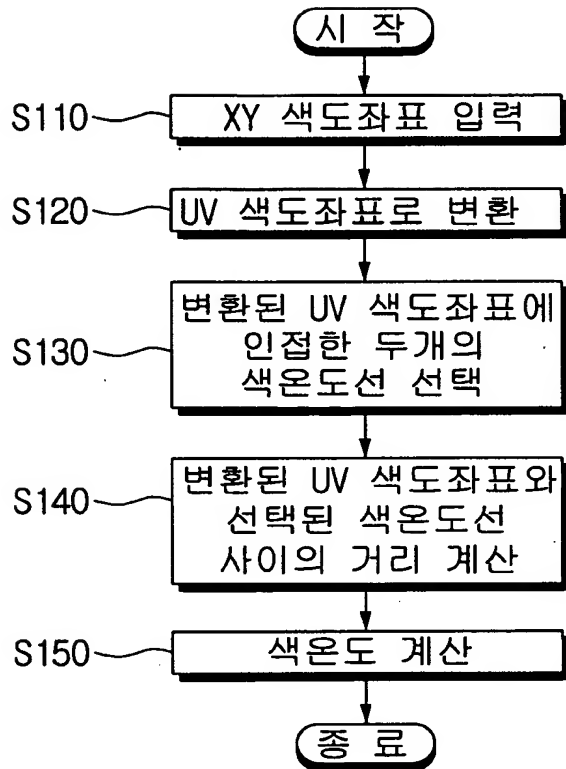 시 작
S110
XY 색도좌표 입력
S120
UV 색도좌표로 변환
S130
변환된 UV 색도좌표에
인접한 두개의
색온도선 선택
S140
변환된 UV 색도좌표와
선택된 색온도선
사이의 거리 계산
S150
색온도 계산
종 료